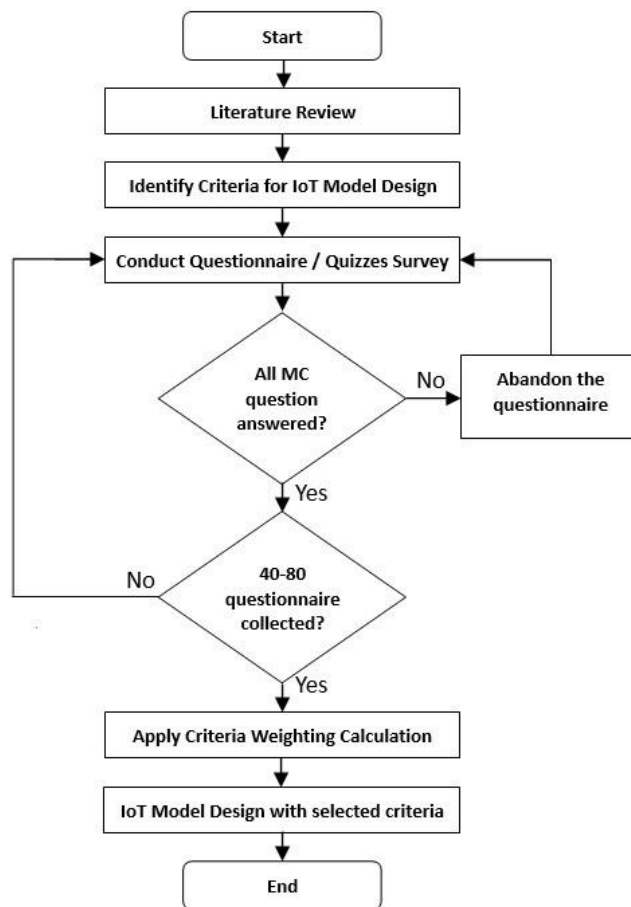 Start
Literature Review
Identify Criteria for IoT Model Design
Conduct Questionnaire / Quizzes Survey
All MC
question
answered?
No
Abandon the
questionnaire
Yes
40-80
questionnaire
collected?
No
Yes
Apply Criteria Weighting Calculation
IoT Model Design with selected criteria
End